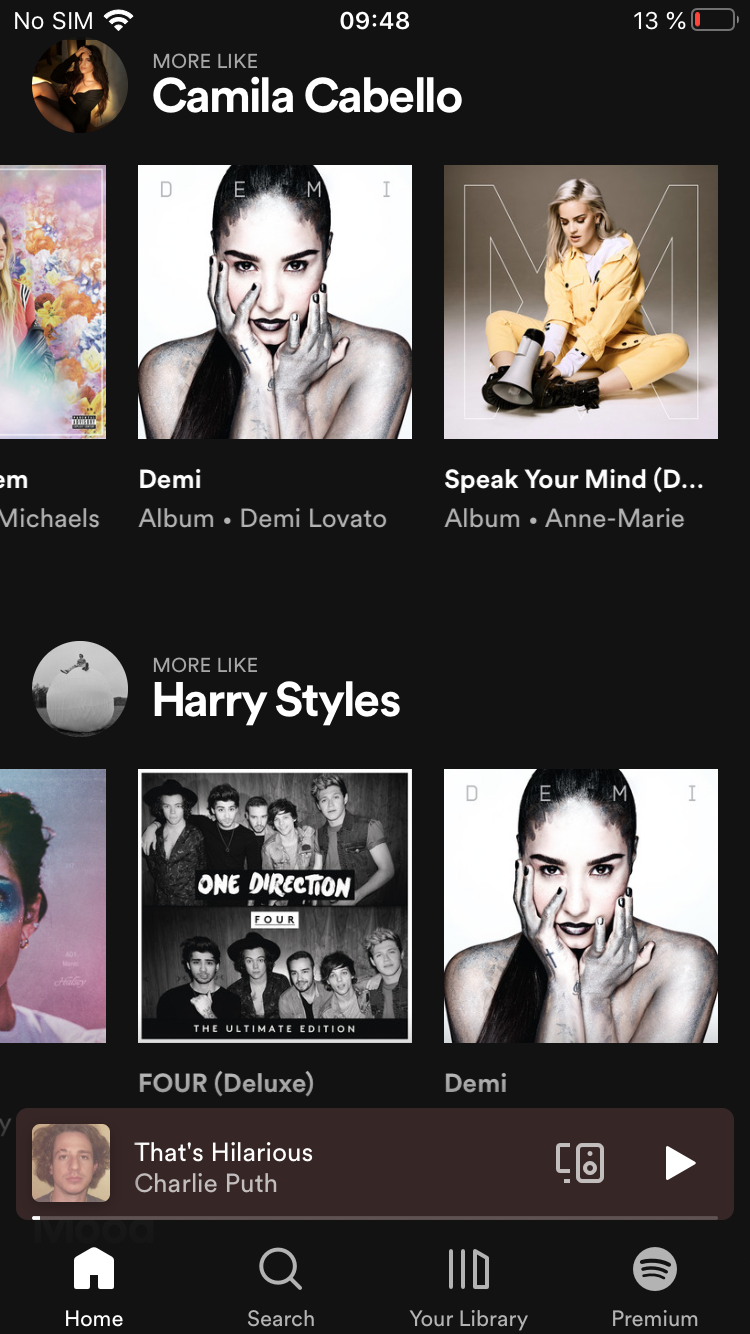 No SIM 09:48 13 %
MORE LIKE
Camila Cabello
D E M I
M
em
Demi
Speak Your Mind (D...
Michaels
Album • Demi Lovato
Album • Anne-Marie
MORE LIKE
Harry Styles
ONE DIRECTION
FOUR
THE ULTIMATE EDITION
D E M I
FOUR (Deluxe)
Demi
y
That's Hilarious
Charlie Puth
Mood
Home
Search
Your Library
Premium